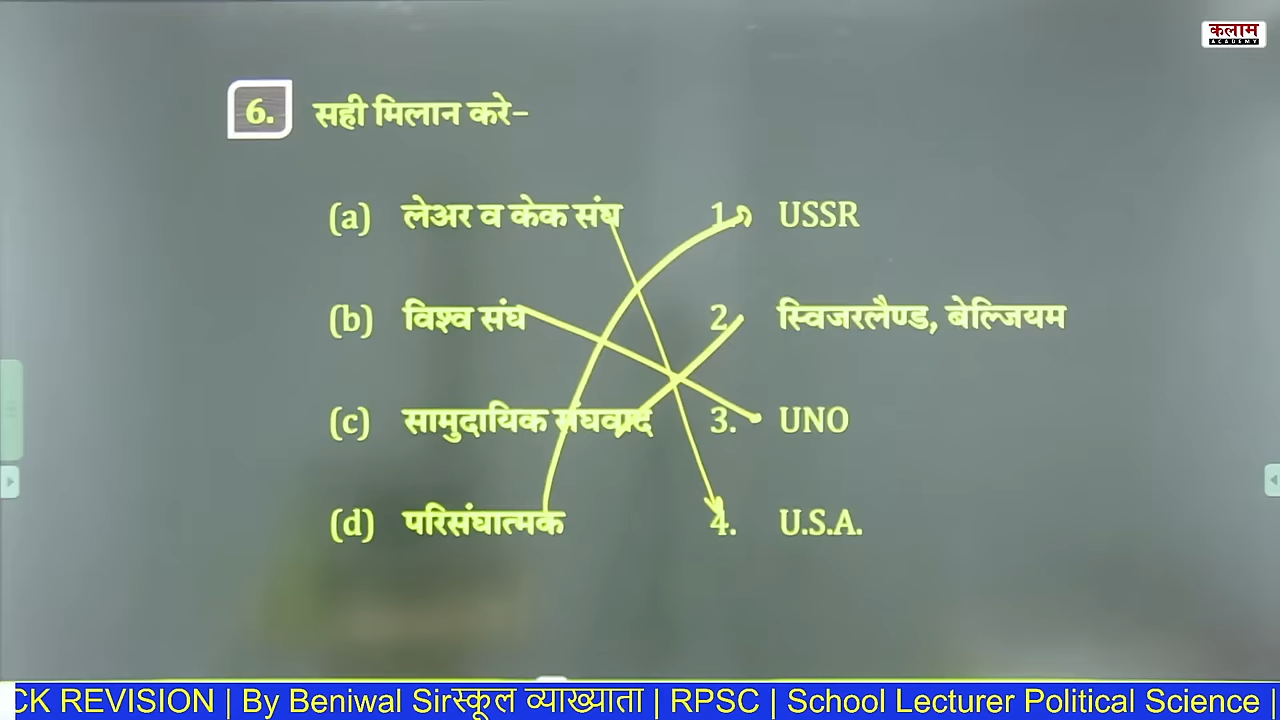 कलाम
ACADEMY
6. सही मिलान करे–
(a) लेअर व केक संघ 1. USSR
(b) विश्व संघ 2. स्विजरलैण्ड, बेल्जियम
(c) सामुदायिक संघवाद 3. UNO
(d) परिसंघात्मक 4. U.S.A.
CK REVISION | By Beniwal Sirस्कूल व्याख्याता | RPSC | School Lecturer Political Science |